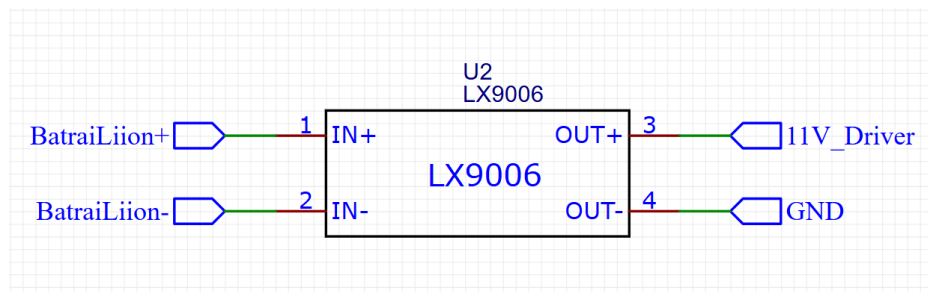 U2
LX9006
BatraiLiion+ 1 IN+ OUT+ 3 11V_Driver
LX9006
BatraiLiion- 2 IN- OUT- 4 GND